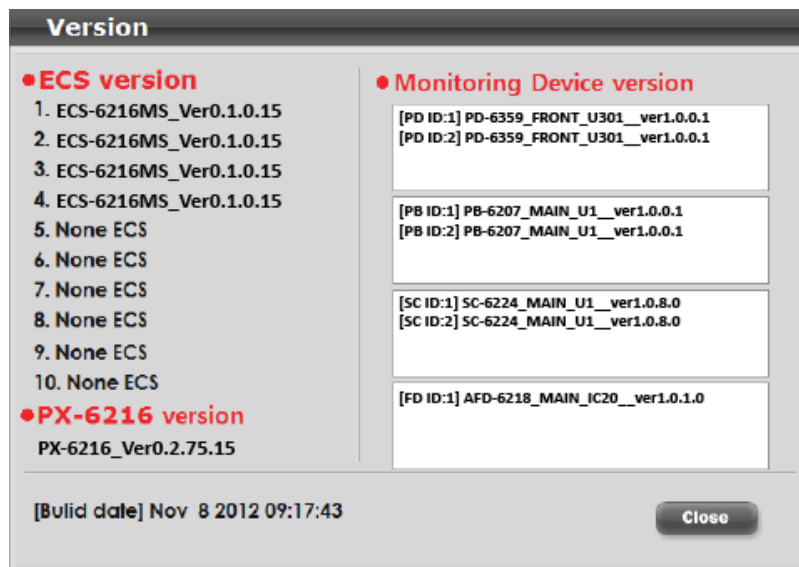 Version
ECS version
1. ECS-6216MS_Ver0.1.0.15
2. ECS-6216MS_Ver0.1.0.15
3. ECS-6216MS_Ver0.1.0.15
4. ECS-6216MS_Ver0.1.0.15
5. None ECS
6. None ECS
7. None ECS
8. None ECS
9. None ECS
10. None ECS
PX-6216 version
PX-6216_Ver0.2.75.15
Monitoring Device version
[PD ID:1] PD-6359_FRONT_U301__ver1.0.0.1
[PD ID:2] PD-6359_FRONT_U301__ver1.0.0.1
[PB ID:1] PB-6207_MAIN_U1__ver1.0.0.1
[PB ID:2] PB-6207_MAIN_U1__ver1.0.0.1
[SC ID:1] SC-6224_MAIN_U1__ver1.0.8.0
[SC ID:2] SC-6224_MAIN_U1__ver1.0.8.0
[FD ID:1] AFD-6218_MAIN_IC20__ver1.0.1.0
[Bulid date] Nov  8 2012 09:17:43
Close